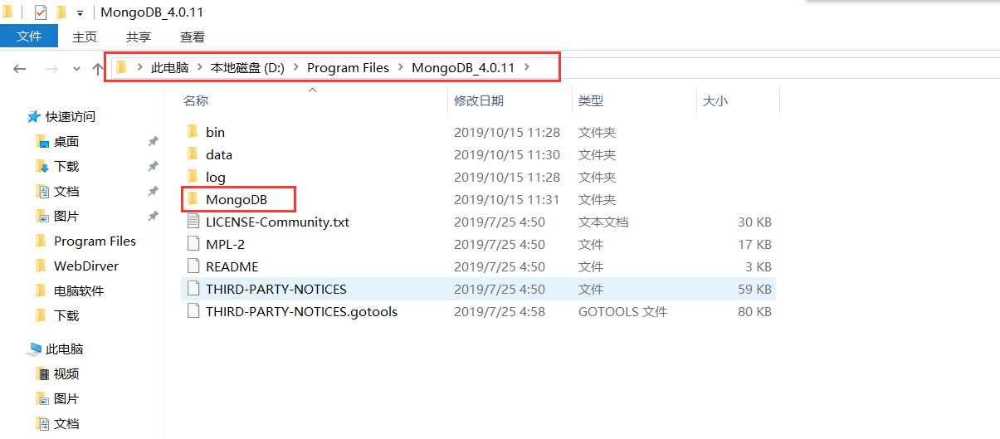 MongoDB_4.0.11
文件 主页 共享 查看
此电脑 本地磁盘 (D:) Program Files MongoDB_4.0.11
名称 修改日期 类型 大小
快速访问
桌面
下载
文档
图片
Program Files
WebDirver
电脑软件
下载
此电脑
视频
图片
文档
bin 2019/10/15 11:28 文件夹
data 2019/10/15 11:30 文件夹
log 2019/10/15 11:28 文件夹
MongoDB 2019/10/15 11:31 文件夹
LICENSE-Community.txt 2019/7/25 4:50 文本文档 30 KB
MPL-2 2019/7/25 4:50 文件 17 KB
README 2019/7/25 4:50 文件 3 KB
THIRD-PARTY-NOTICES 2019/7/25 4:50 文件 59 KB
THIRD-PARTY-NOTICES.gotools 2019/7/25 4:58 GOTOOLS 文件 80 KB